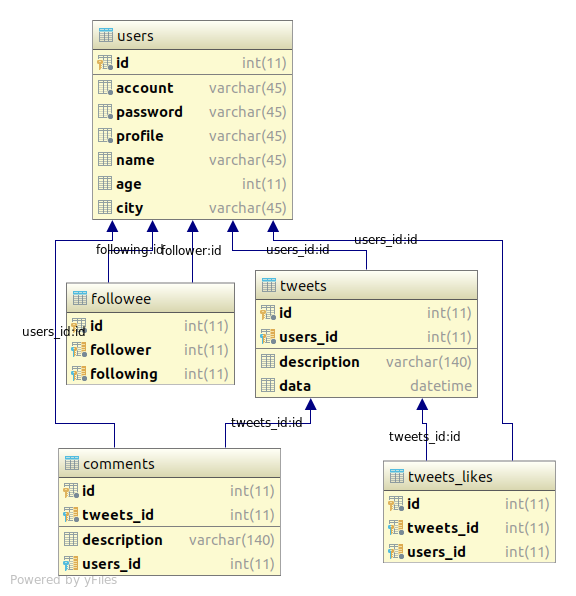 users
id int(11)
account varchar(45)
password varchar(45)
profile varchar(45)
name varchar(45)
age int(11)
city varchar(45)
following:id
follower:id
users_id:id
users_id:id
followee
id int(11)
follower int(11)
following int(11)
users_id:id
tweets
id int(11)
users_id int(11)
description varchar(140)
data datetime
tweets_id:id
tweets_id:id
comments
id int(11)
tweets_id int(11)
description varchar(140)
users_id int(11)
tweets_likes
id int(11)
tweets_id int(11)
users_id int(11)
Powered by yFiles